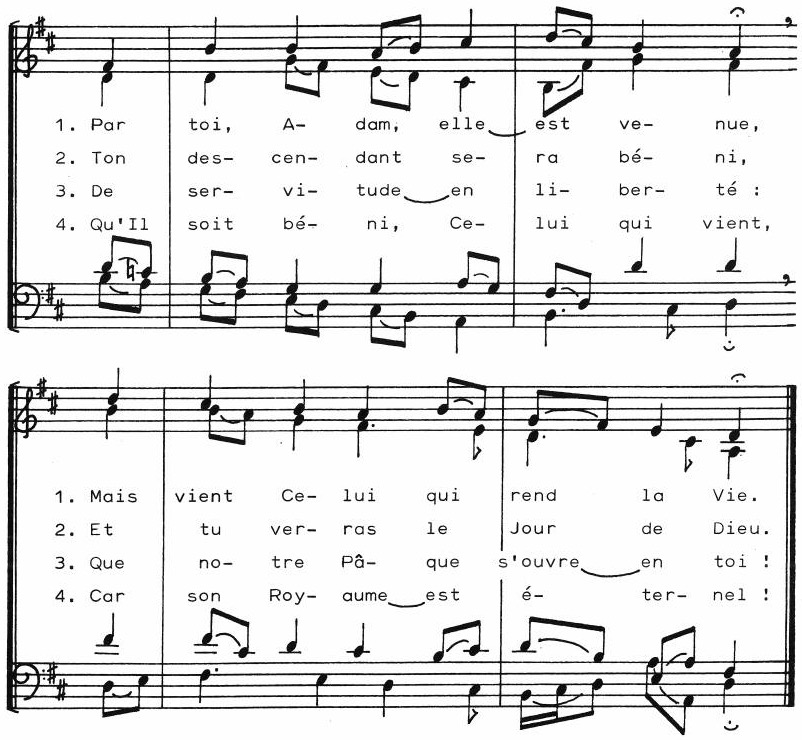 1. Par toi, A- dam, elle est ve- nue,
2. Ton des- cen- dant se- ra bé- ni,
3. De ser- vi- tude en li- ber- té :
4. Qu'Il soit bé- ni, Ce- lui qui vient,
1. Mais vient Ce- lui qui rend la Vie.
2. Et tu ver- ras le Jour de Dieu.
3. Que no- tre Pâ- que s'ouvre en toi !
4. Car son Roy- aume est é- ter- nel !